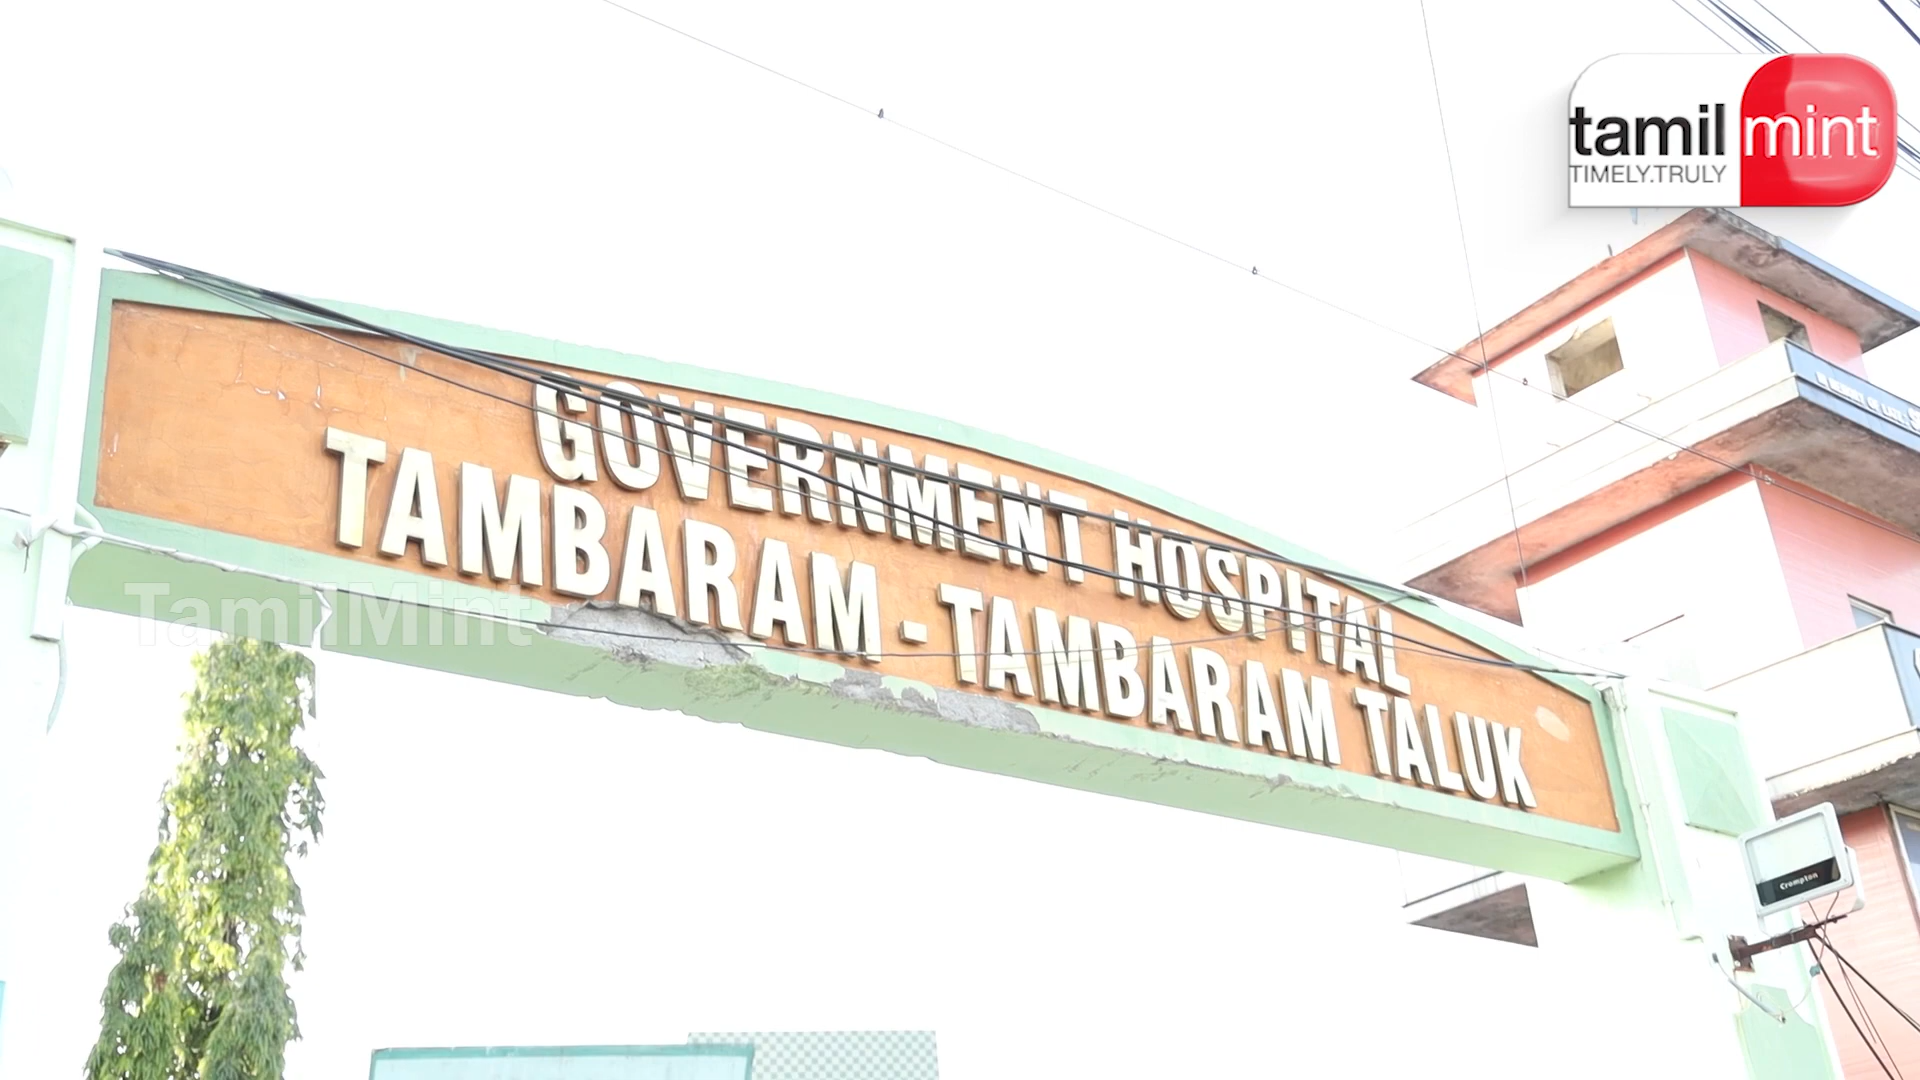 tamil mint
TIMELY.TRULY
GOVERNMENT HOSPITAL
TAMBARAM - TAMBARAM TALUK
TamilMint
Crompton